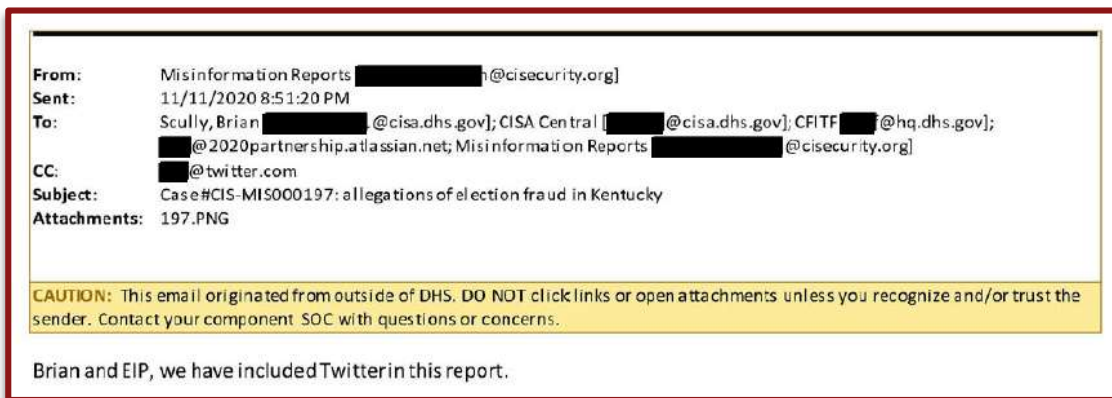 From: Misinformation Reports @cisecurity.org]
Sent: 11/11/2020 8:51:20 PM
To: Scully, Brian @cisa.dhs.gov]; CISA Central [ @cisa.dhs.gov]; CFITF @hq.dhs.gov];
@2020partnership.atlassian.net; Misinformation Reports @cisecurity.org]
CC: @twitter.com
Subject: Case #CIS-MIS000197: allegations of election fraud in Kentucky
Attachments: 197.PNG
CAUTION: This email originated from outside of DHS. DO NOT click links or open attachments unless you recognize and/or trust the
sender. Contact your component SOC with questions or concerns.
Brian and EIP, we have included Twitter in this report.